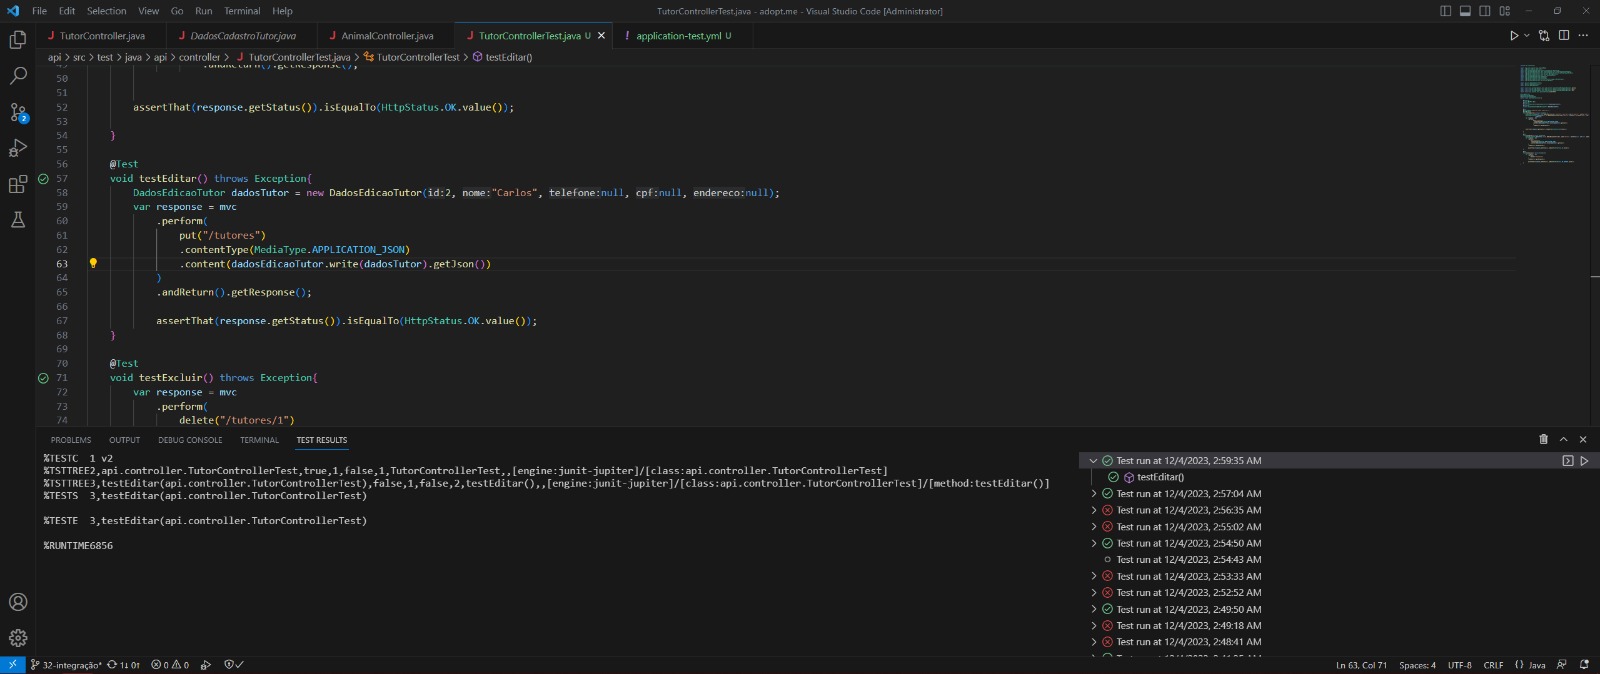 File Edit Selection View Go Run Terminal Help
TutorControllerTest.java - adopt.me - Visual Studio Code [Administrator]
TutorController.java
DadosCadastroTutor.java
AnimalController.java
TutorControllerTest.java U
! application-test.yml U
api > src > test > java > api > controller > TutorControllerTest.java > TutorControllerTest > testEditar()
.andReturn().getResponse();
50
51
52 assertThat(response.getStatus()).isEqualTo(HttpStatus.OK.value());
53
54 }
55
56 @Test
57 void testEditar() throws Exception{
58 DadosEdicaoTutor dadosTutor = new DadosEdicaoTutor(id:2, nome:"Carlos", telefone:null, cpf:null, endereco:null);
59 var response = mvc
60 .perform(
61 put("/tutores")
62 .contentType(MediaType.APPLICATION_JSON)
63 .content(dadosEdicaoTutor.write(dadosTutor).getJson())
64 )
65 .andReturn().getResponse();
66
67 assertThat(response.getStatus()).isEqualTo(HttpStatus.OK.value());
68 }
69
70 @Test
71 void testExcluir() throws Exception{
72 var response = mvc
73 .perform(
74 delete("/tutores/1")
PROBLEMS OUTPUT DEBUG CONSOLE TERMINAL TEST RESULTS
%TESTC 1 v2
%TSTTREE2,api.controller.TutorControllerTest,true,1,false,1,TutorControllerTest,,[engine:junit-jupiter]/[class:api.controller.TutorControllerTest]
%TSTTREE3,testEditar(api.controller.TutorControllerTest),false,1,false,2,testEditar(),,[engine:junit-jupiter]/[class:api.controller.TutorControllerTest]/[method:testEditar()]
%TESTS 3,testEditar(api.controller.TutorControllerTest)
%TESTE 3,testEditar(api.controller.TutorControllerTest)
%RUNTIME6856
Test run at 12/4/2023, 2:59:35 AM
testEditar()
Test run at 12/4/2023, 2:57:04 AM
Test run at 12/4/2023, 2:56:35 AM
Test run at 12/4/2023, 2:55:02 AM
Test run at 12/4/2023, 2:54:50 AM
Test run at 12/4/2023, 2:54:43 AM
Test run at 12/4/2023, 2:53:33 AM
Test run at 12/4/2023, 2:52:52 AM
Test run at 12/4/2023, 2:49:50 AM
Test run at 12/4/2023, 2:49:18 AM
Test run at 12/4/2023, 2:48:41 AM
32-integração* 1↓ 0↑ 0 0
Ln 63, Col 71 Spaces: 4 UTF-8 CRLF {} Java